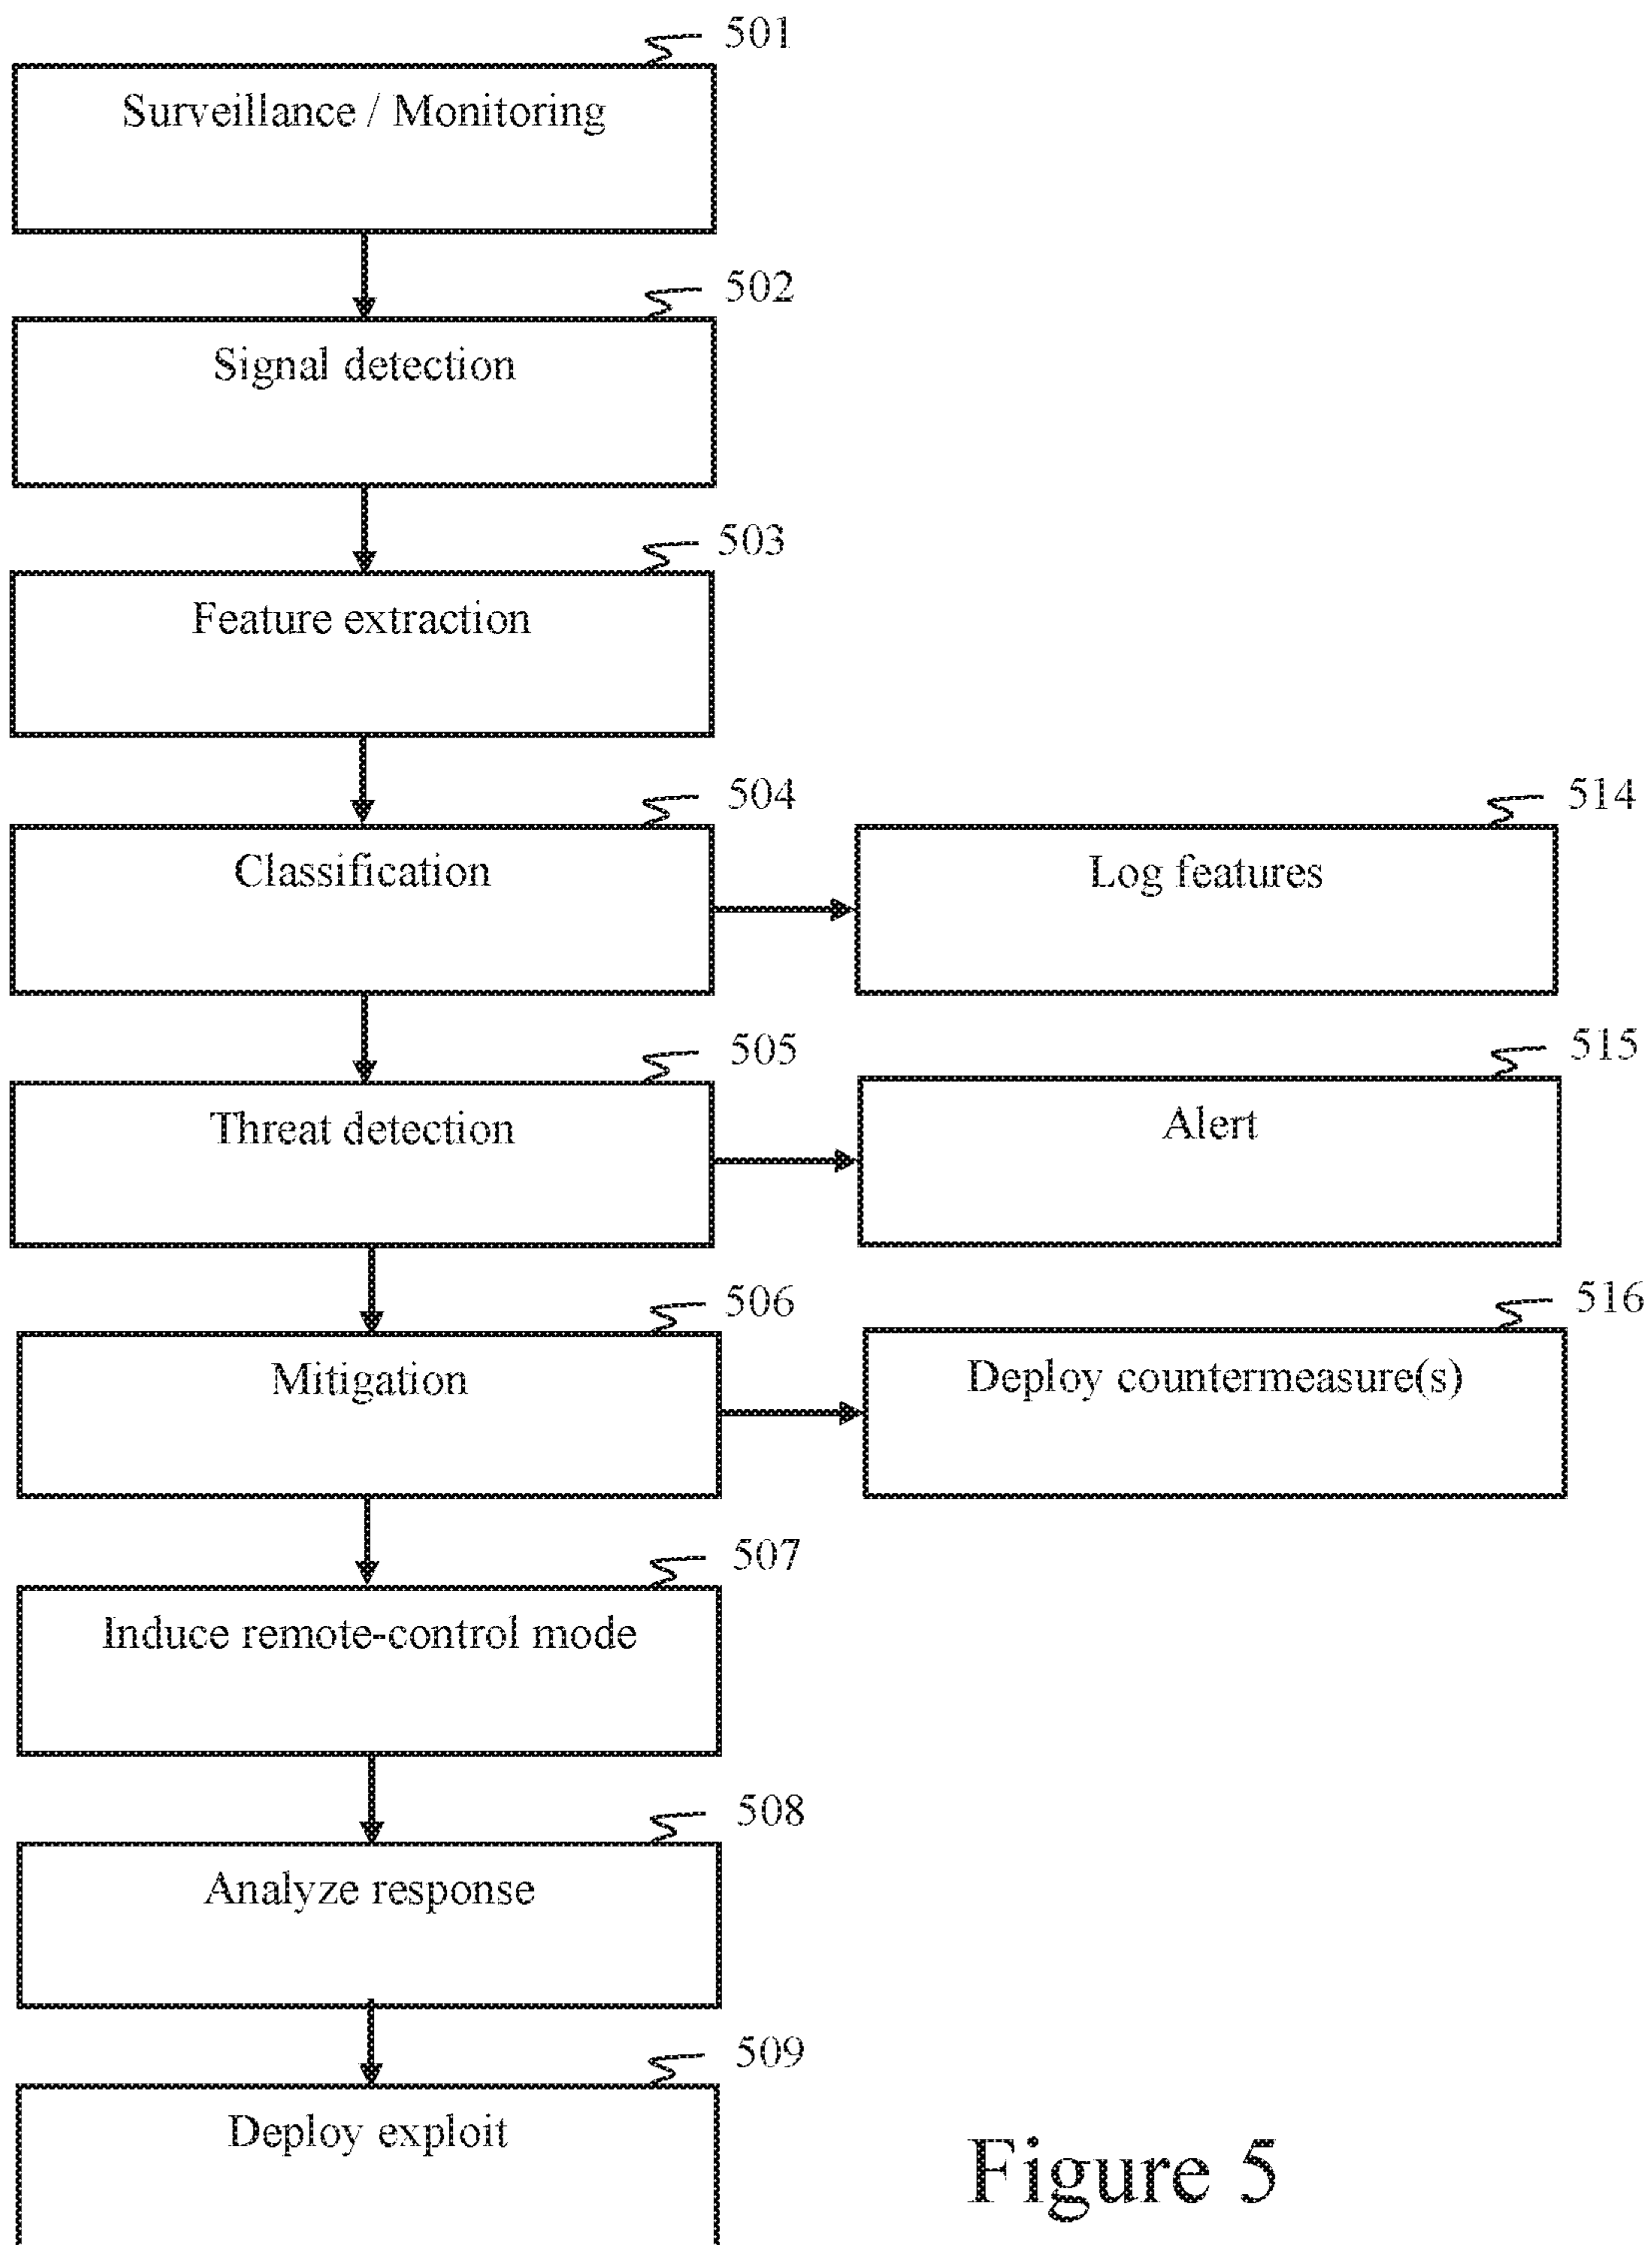 501
Surveillance / Monitoring
502
Signal detection
503
Feature extraction
504
Classification
514
Log features
505
Threat detection
515
Alert
506
Mitigation
516
Deploy countermeasure(s)
507
Induce remote-control mode
508
Analyze response
509
Deploy exploit
Figure 5